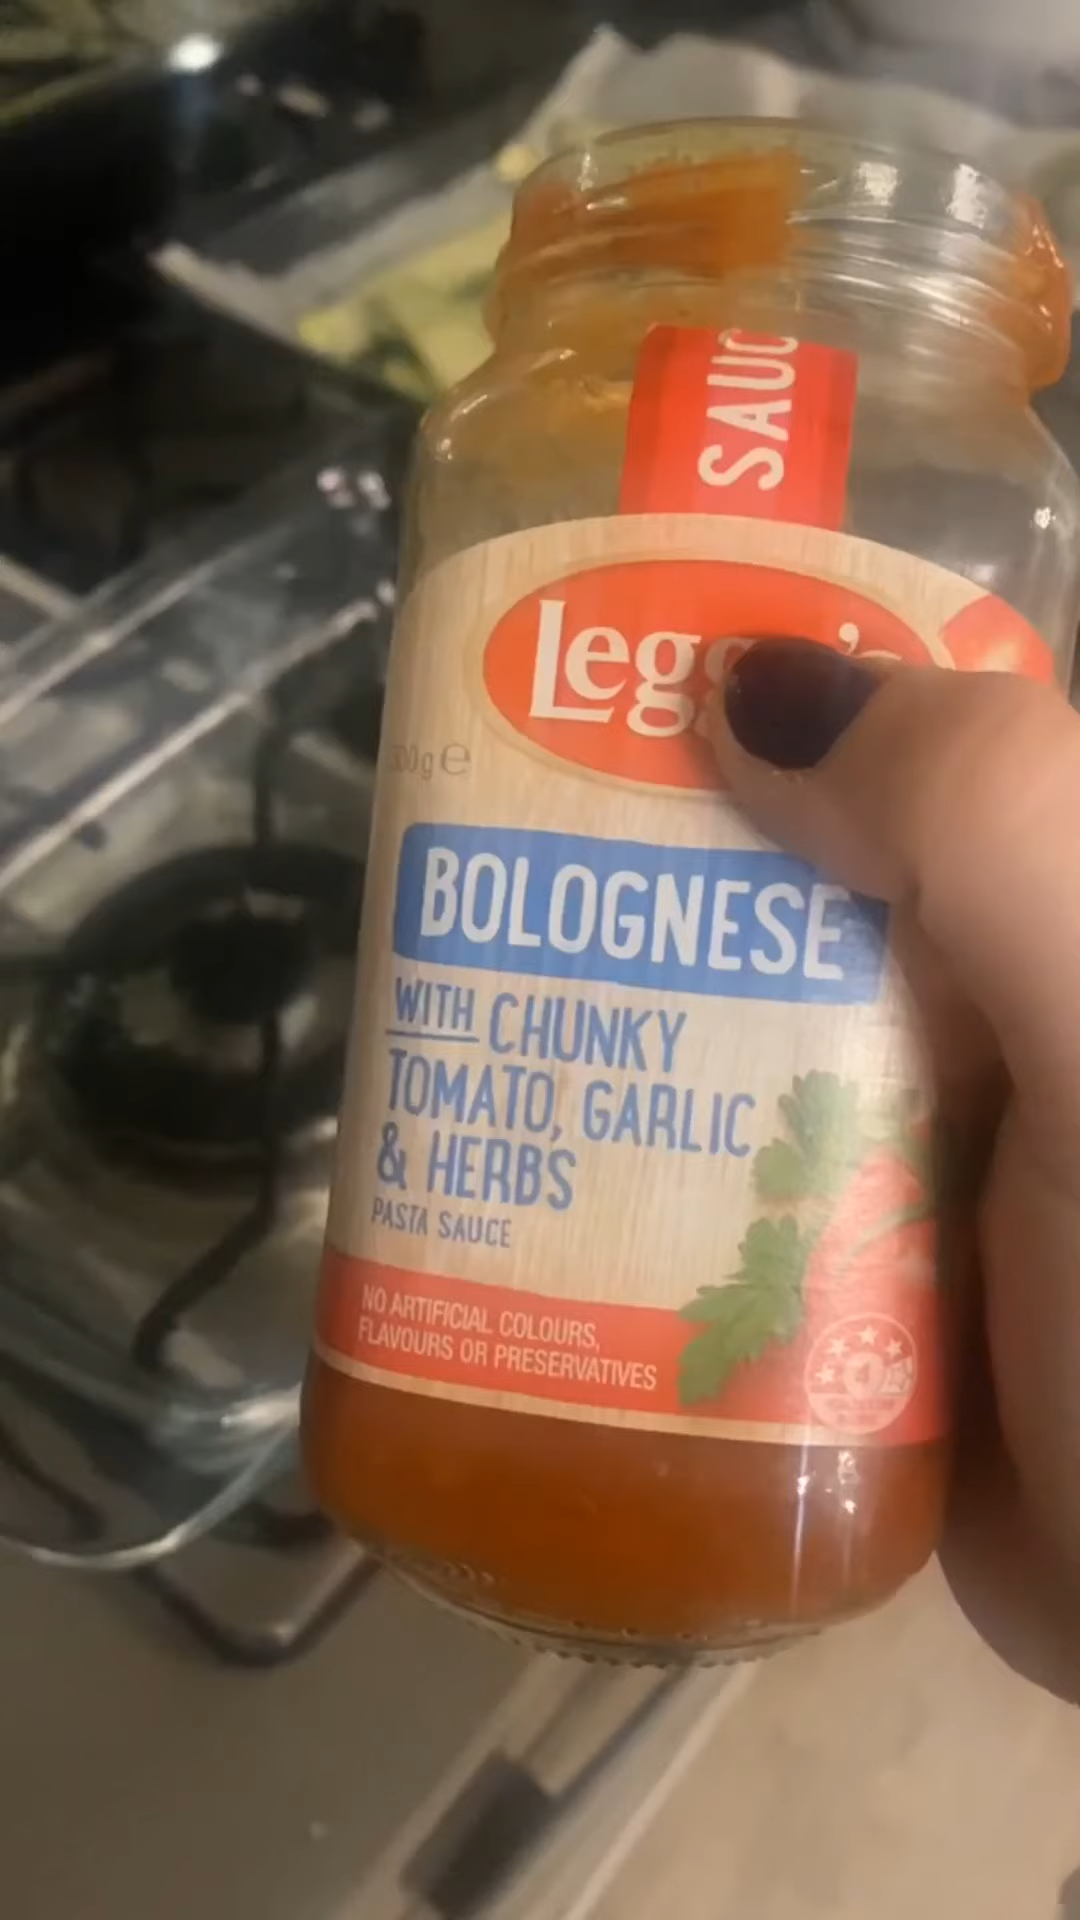 SAUC
Legg
g e
BOLOGNESE
WITH CHUNKY
TOMATO, GARLIC
& HERBS
PASTA SAUCE
NO ARTIFICIAL COLOURS,
FLAVOURS OR PRESERVATIVES